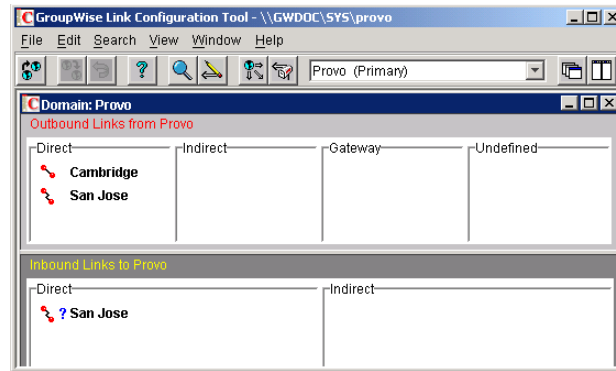 GroupWise Link Configuration Tool - \\GWDOC\SYS\provo
File Edit Search View Window Help
Provo (Primary)
Domain: Provo
Outbound Links from Provo
Direct Indirect Gateway Undefined
Cambridge
San Jose
Inbound Links to Provo
Direct Indirect
? San Jose